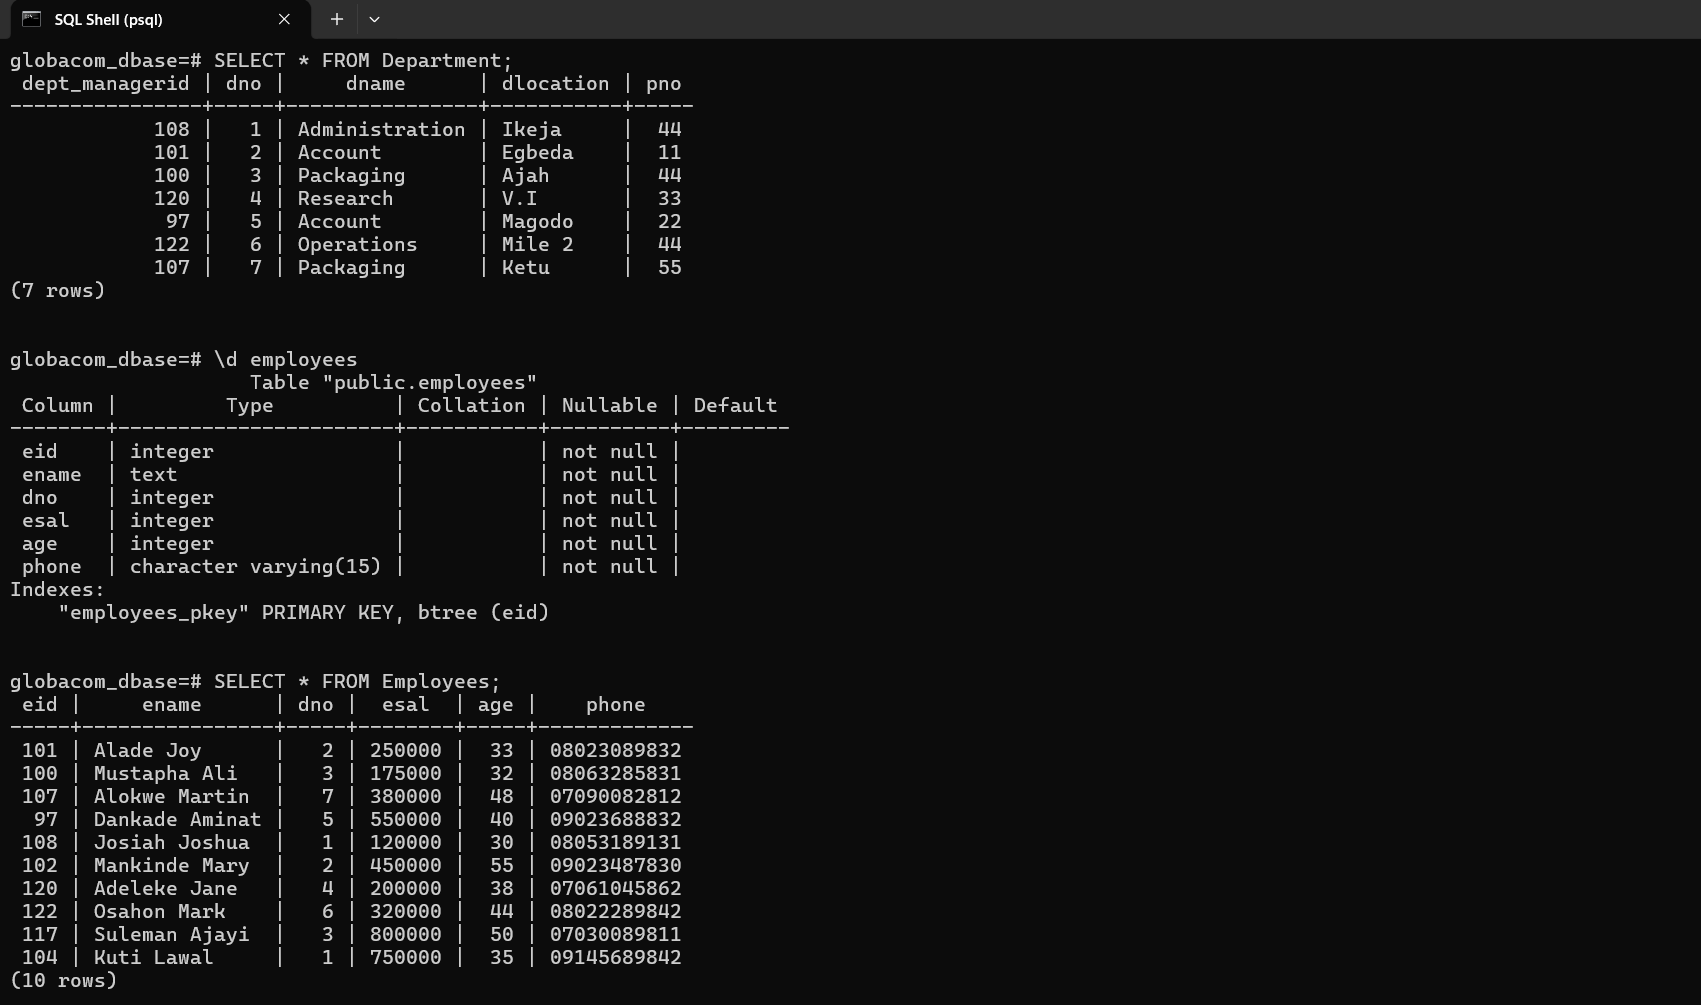 SQL Shell (psql)
globacom_dbase=# SELECT * FROM Department;
 dept_managerid | dno |     dname      | dlocation | pno
----------------+-----+----------------+-----------+-----
            108 |   1 | Administration | Ikeja     |  44
            101 |   2 | Account        | Egbeda    |  11
            100 |   3 | Packaging      | Ajah      |  44
            120 |   4 | Research       | V.I       |  33
             97 |   5 | Account        | Magodo    |  22
            122 |   6 | Operations     | Mile 2    |  44
            107 |   7 | Packaging      | Ketu      |  55
(7 rows)
globacom_dbase=# \d employees
                    Table "public.employees"
 Column |         Type          | Collation | Nullable | Default
--------+-----------------------+-----------+----------+---------
 eid    | integer               |           | not null |
 ename  | text                  |           | not null |
 dno    | integer               |           | not null |
 esal   | integer               |           | not null |
 age    | integer               |           | not null |
 phone  | character varying(15) |           | not null |
Indexes:
    "employees_pkey" PRIMARY KEY, btree (eid)
globacom_dbase=# SELECT * FROM Employees;
 eid |     ename      | dno |  esal  | age |    phone
-----+----------------+-----+--------+-----+-------------
 101 | Alade Joy      |   2 | 250000 |  33 | 08023089832
 100 | Mustapha Ali   |   3 | 175000 |  32 | 08063285831
 107 | Alokwe Martin  |   7 | 380000 |  48 | 07090082812
  97 | Dankade Aminat |   5 | 550000 |  40 | 09023688832
 108 | Josiah Joshua  |   1 | 120000 |  30 | 08053189131
 102 | Mankinde Mary  |   2 | 450000 |  55 | 09023487830
 120 | Adeleke Jane   |   4 | 200000 |  38 | 07061045862
 122 | Osahon Mark    |   6 | 320000 |  44 | 08022289842
 117 | Suleman Ajayi  |   3 | 800000 |  50 | 07030089811
 104 | Kuti Lawal     |   1 | 750000 |  35 | 09145689842
(10 rows)